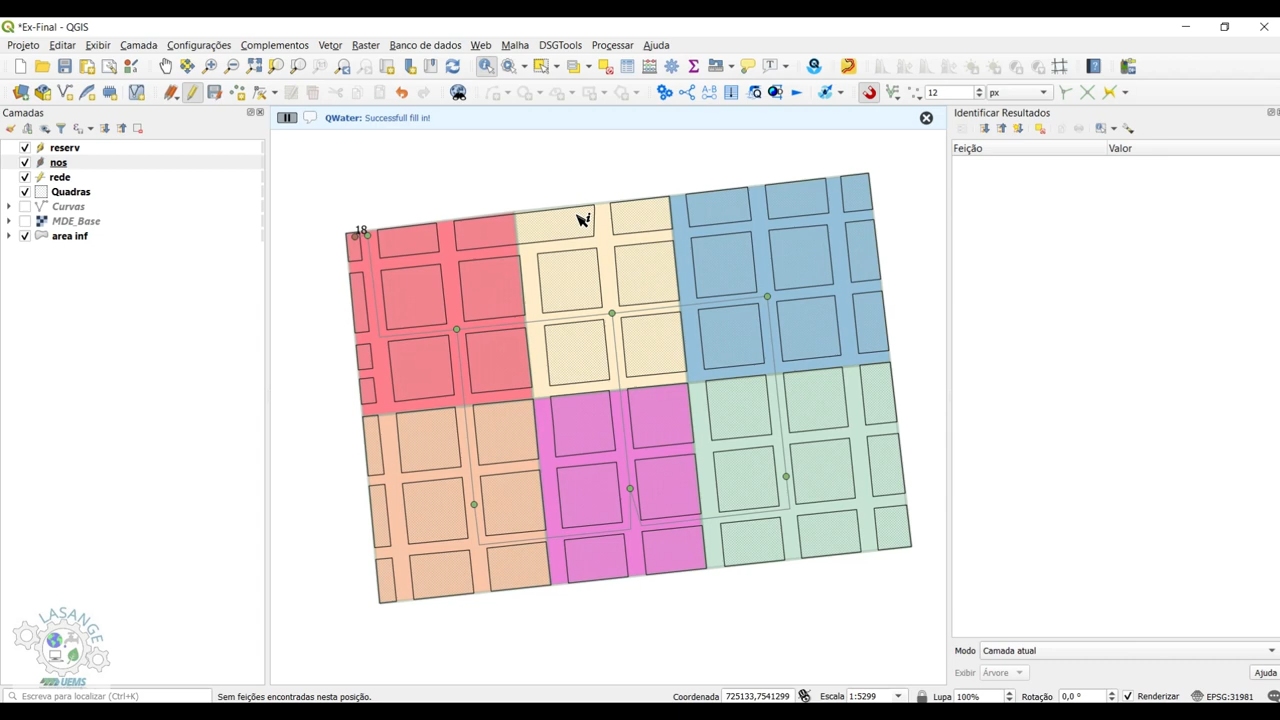 *Ex-Final - QGIS
Projeto Editar Exibir Camada Configurações Complementos Vetor Raster Banco de dados Web Malha DSGTools Processar Ajuda
12 px
Camadas
QWater: Successfull fill in!
Identificar Resultados
Feição Valor
reserv
nos
rede
Quadras
Curvas
MDE_Base
area inf
18
LASANGE
UEMS
Modo Camada atual
Exibir Árvore Ajuda
Escreva para localizar (Ctrl+K) Sem feições encontradas nesta posição. Coordenada 725133,7541299 Escala 1:5299 Lupa 100% Rotação 0,0 ° Renderizar EPSG:31981